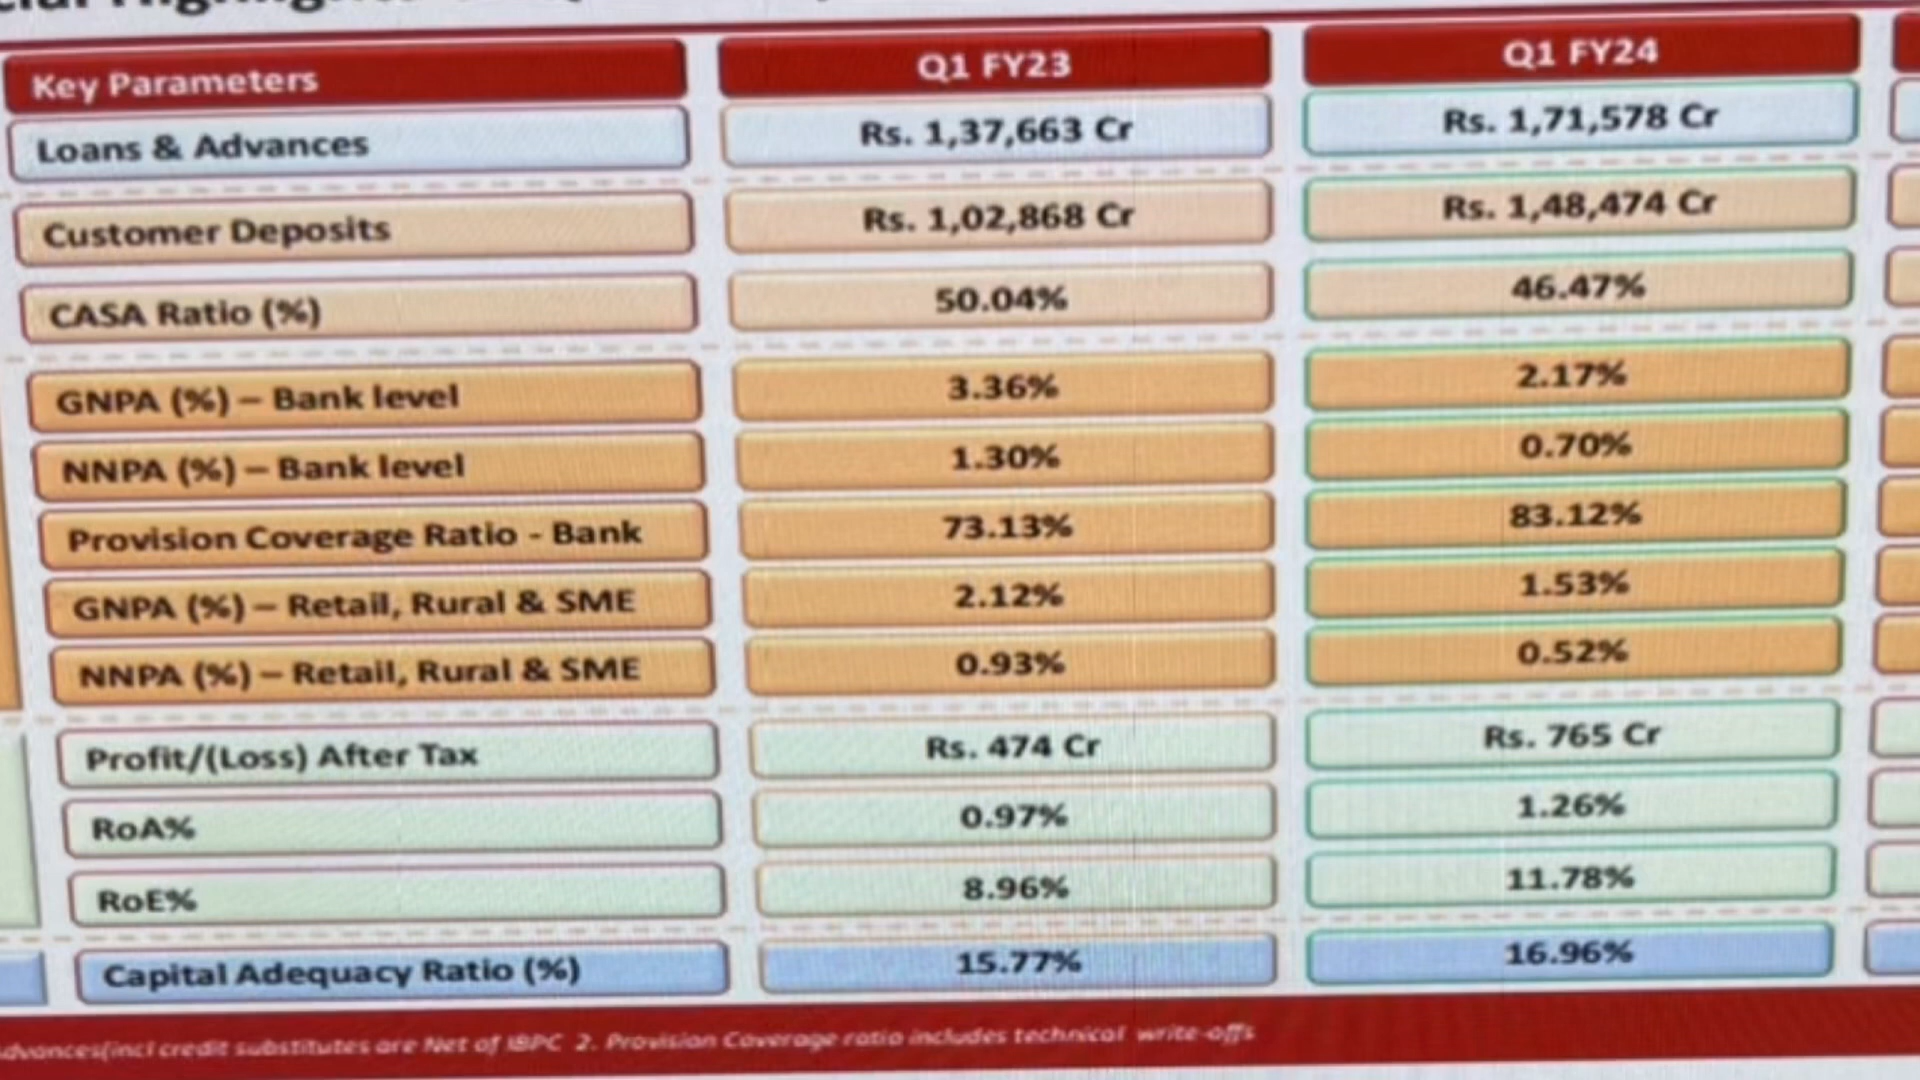 Key Parameters Q1 FY23 Q1 FY24
Loans & Advances Rs. 1,37,663 Cr Rs. 1,71,578 Cr
Customer Deposits Rs. 1,02,868 Cr Rs. 1,48,474 Cr
CASA Ratio (%) 50.04% 46.47%
GNPA (%) – Bank level 3.36% 2.17%
NNPA (%) – Bank level 1.30% 0.70%
Provision Coverage Ratio - Bank 73.13% 83.12%
GNPA (%) – Retail, Rural & SME 2.12% 1.53%
NNPA (%) – Retail, Rural & SME 0.93% 0.52%
Profit/(Loss) After Tax Rs. 474 Cr Rs. 765 Cr
RoA% 0.97% 1.26%
RoE% 8.96% 11.78%
Capital Adequacy Ratio (%) 15.77% 16.96%
dvances(incl credit substitutes are Net of IBPC 2. Provision Coverage ratio includes technical write-offs